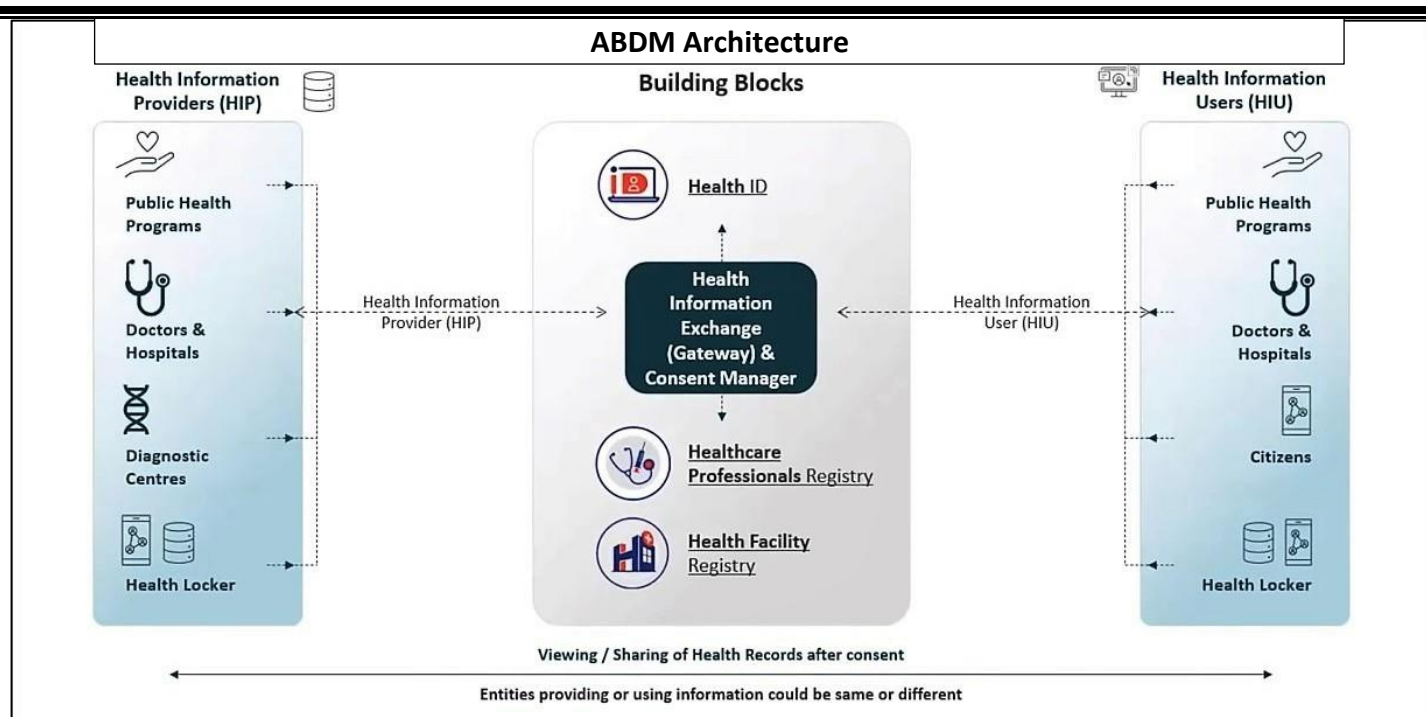 ABDM Architecture
Health Information
Providers (HIP)
Building Blocks
Health Information
Users (HIU)
Public Health
Programs
Doctors &
Hospitals
Diagnostic
Centres
Health Locker
Health Information
Provider (HIP)
Health ID
Health
Information
Exchange
(Gateway) &
Consent Manager
Healthcare
Professionals Registry
Health Facility
Registry
Health Information
User (HIU)
Public Health
Programs
Doctors &
Hospitals
Citizens
Health Locker
Viewing / Sharing of Health Records after consent
Entities providing or using information could be same or different